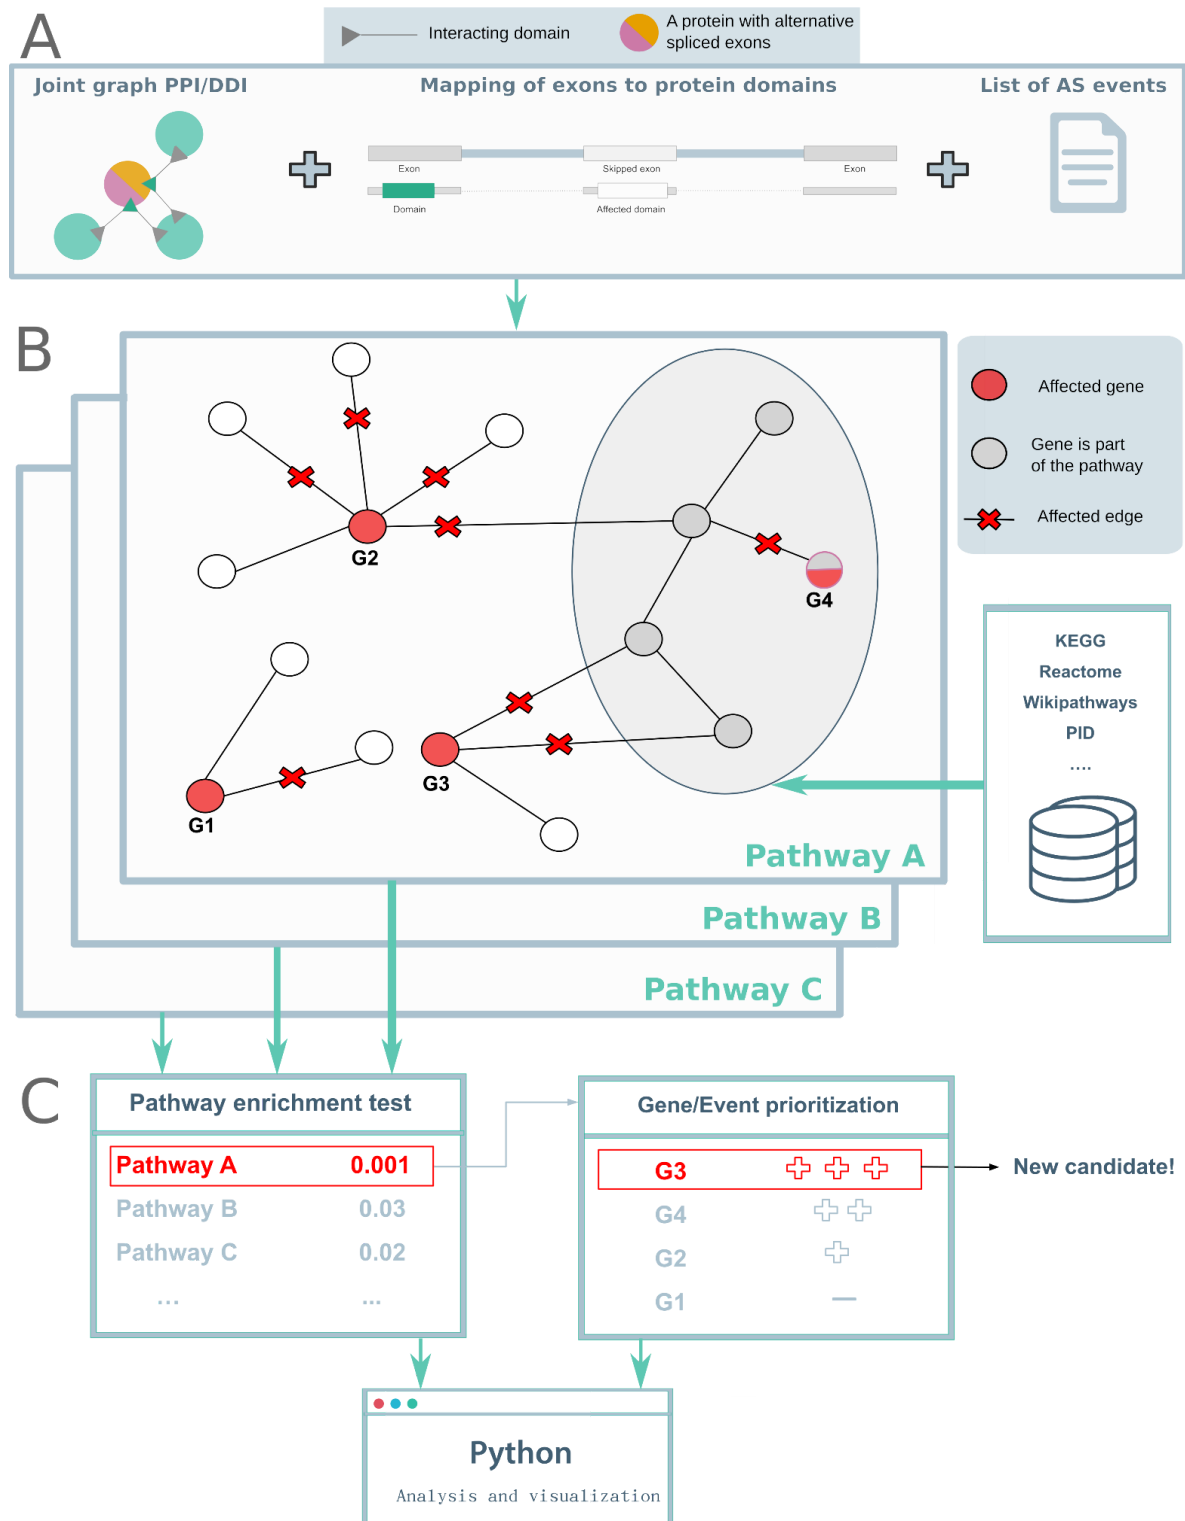 A
Interacting domain
A protein with alternative
spliced exons
Joint graph PPI/DDI
Mapping of exons to protein domains
List of AS events
Exon
Skipped exon
Exon
Domain
Affected domain
B
Affected gene
Gene is part
of the pathway
Affected edge
G2
G4
G3
G1
KEGG
Reactome
Wikipathways
PID
....
Pathway A
Pathway B
Pathway C
C
Pathway enrichment test
Pathway A 0.001
Pathway B 0.03
Pathway C 0.02
... ...
Gene/Event prioritization
G3
G4
G2
G1
New candidate!
Python
Analysis and visualization